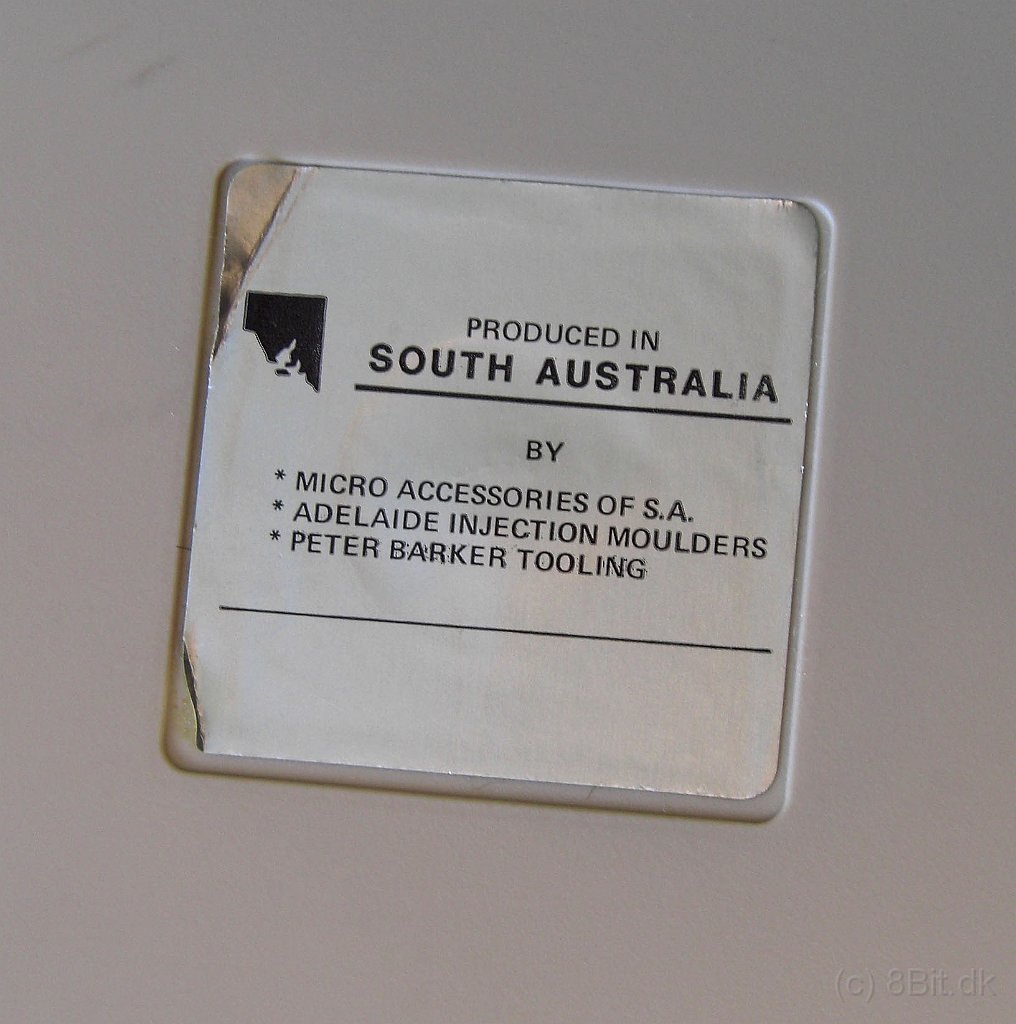 PRODUCED IN
SOUTH AUSTRALIA
BY
* MICRO ACCESSORIES OF S.A.
* ADELAIDE INJECTION MOULDERS
* PETER BARKER TOOLING
(c) 8Bit.dk